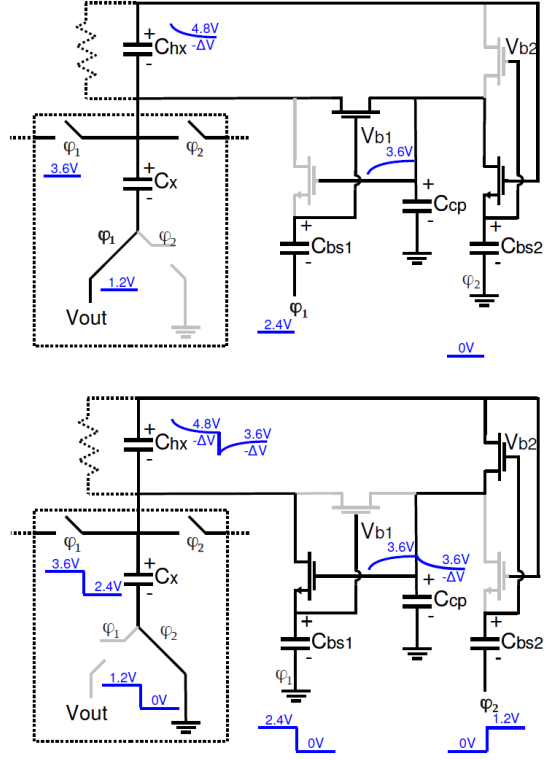 +
4.8V
Chx
-ΔV
-
Vb2
φ1
φ2
Vb1
3.6V
3.6V
+
Cx
-
+
Ccp
-
φ1
φ2
+
Cbs1
-
+
Cbs2
-
1.2V
Vout
φ1
φ2
2.4V
0V
+
4.8V
3.6V
Chx
-ΔV
-ΔV
-
Vb2
φ1
φ2
Vb1
3.6V
2.4V
3.6V
3.6V
-ΔV
+
Cx
-
+
Ccp
-
φ1
φ2
+
Cbs1
-
+
Cbs2
-
1.2V
0V
Vout
φ1
φ2
2.4V
0V
0V
1.2V